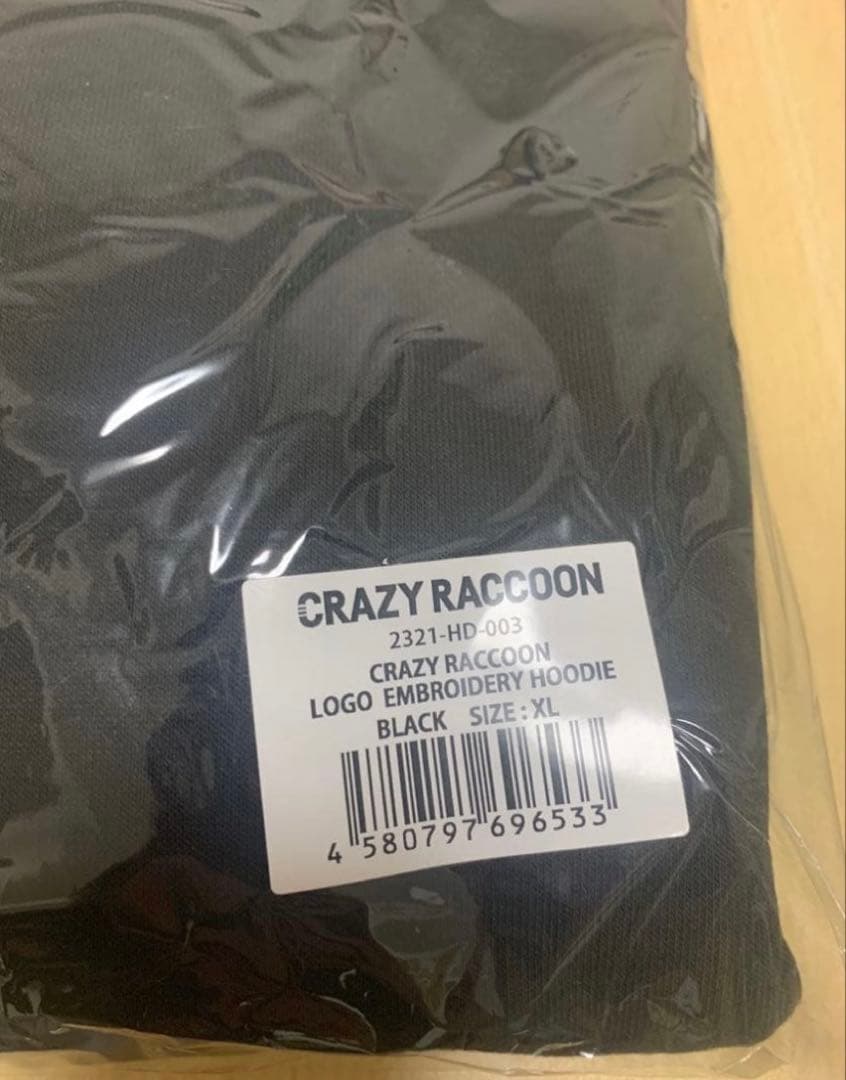 CRAZY RACCOON
2321-HD-003
CRAZY RACCOON
LOGO EMBROIDERY HOODIE
BLACK SIZE : XL
4 580797 696533